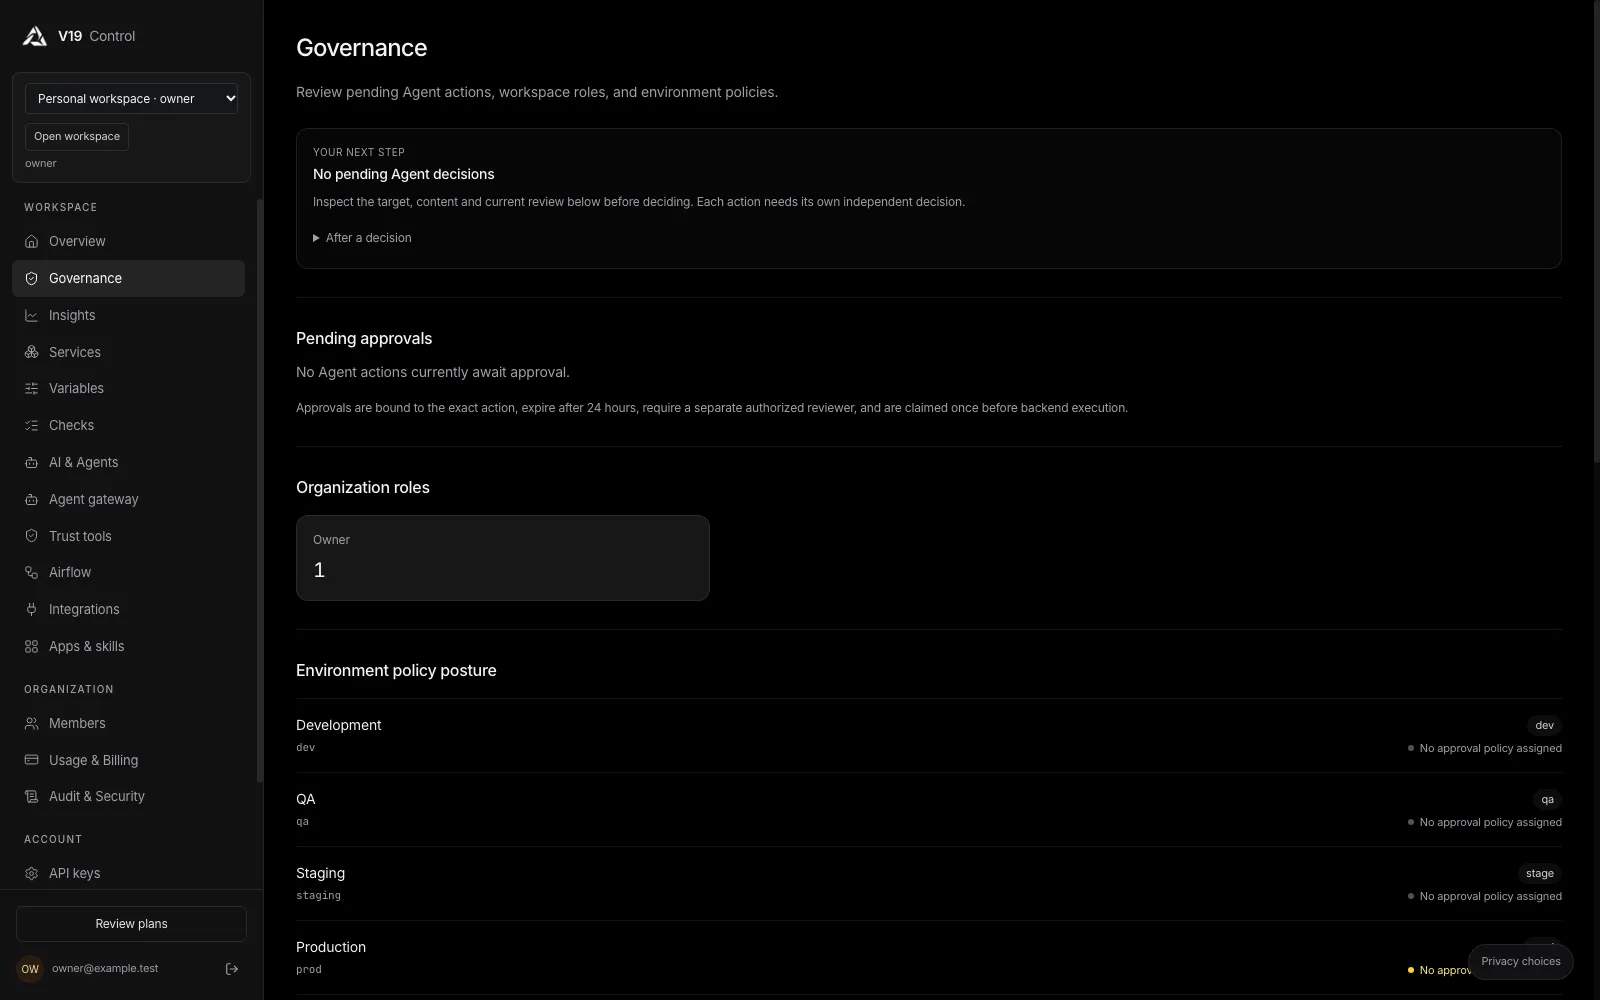 V19 Control
Personal workspace · owner
Open workspace
owner
WORKSPACE
Overview
Governance
Insights
Services
Variables
Checks
AI & Agents
Agent gateway
Trust tools
Airflow
Integrations
Apps & skills
ORGANIZATION
Members
Usage & Billing
Audit & Security
ACCOUNT
API keys
Review plans
OW owner@example.test
Governance
Review pending Agent actions, workspace roles, and environment policies.
YOUR NEXT STEP
No pending Agent decisions
Inspect the target, content and current review below before deciding. Each action needs its own independent decision.
After a decision
Pending approvals
No Agent actions currently await approval.
Approvals are bound to the exact action, expire after 24 hours, require a separate authorized reviewer, and are claimed once before backend execution.
Organization roles
Owner
1
Environment policy posture
Development
dev
dev
No approval policy assigned
QA
qa
qa
No approval policy assigned
Staging
stage
staging
No approval policy assigned
Production
prod
No
Privacy choices